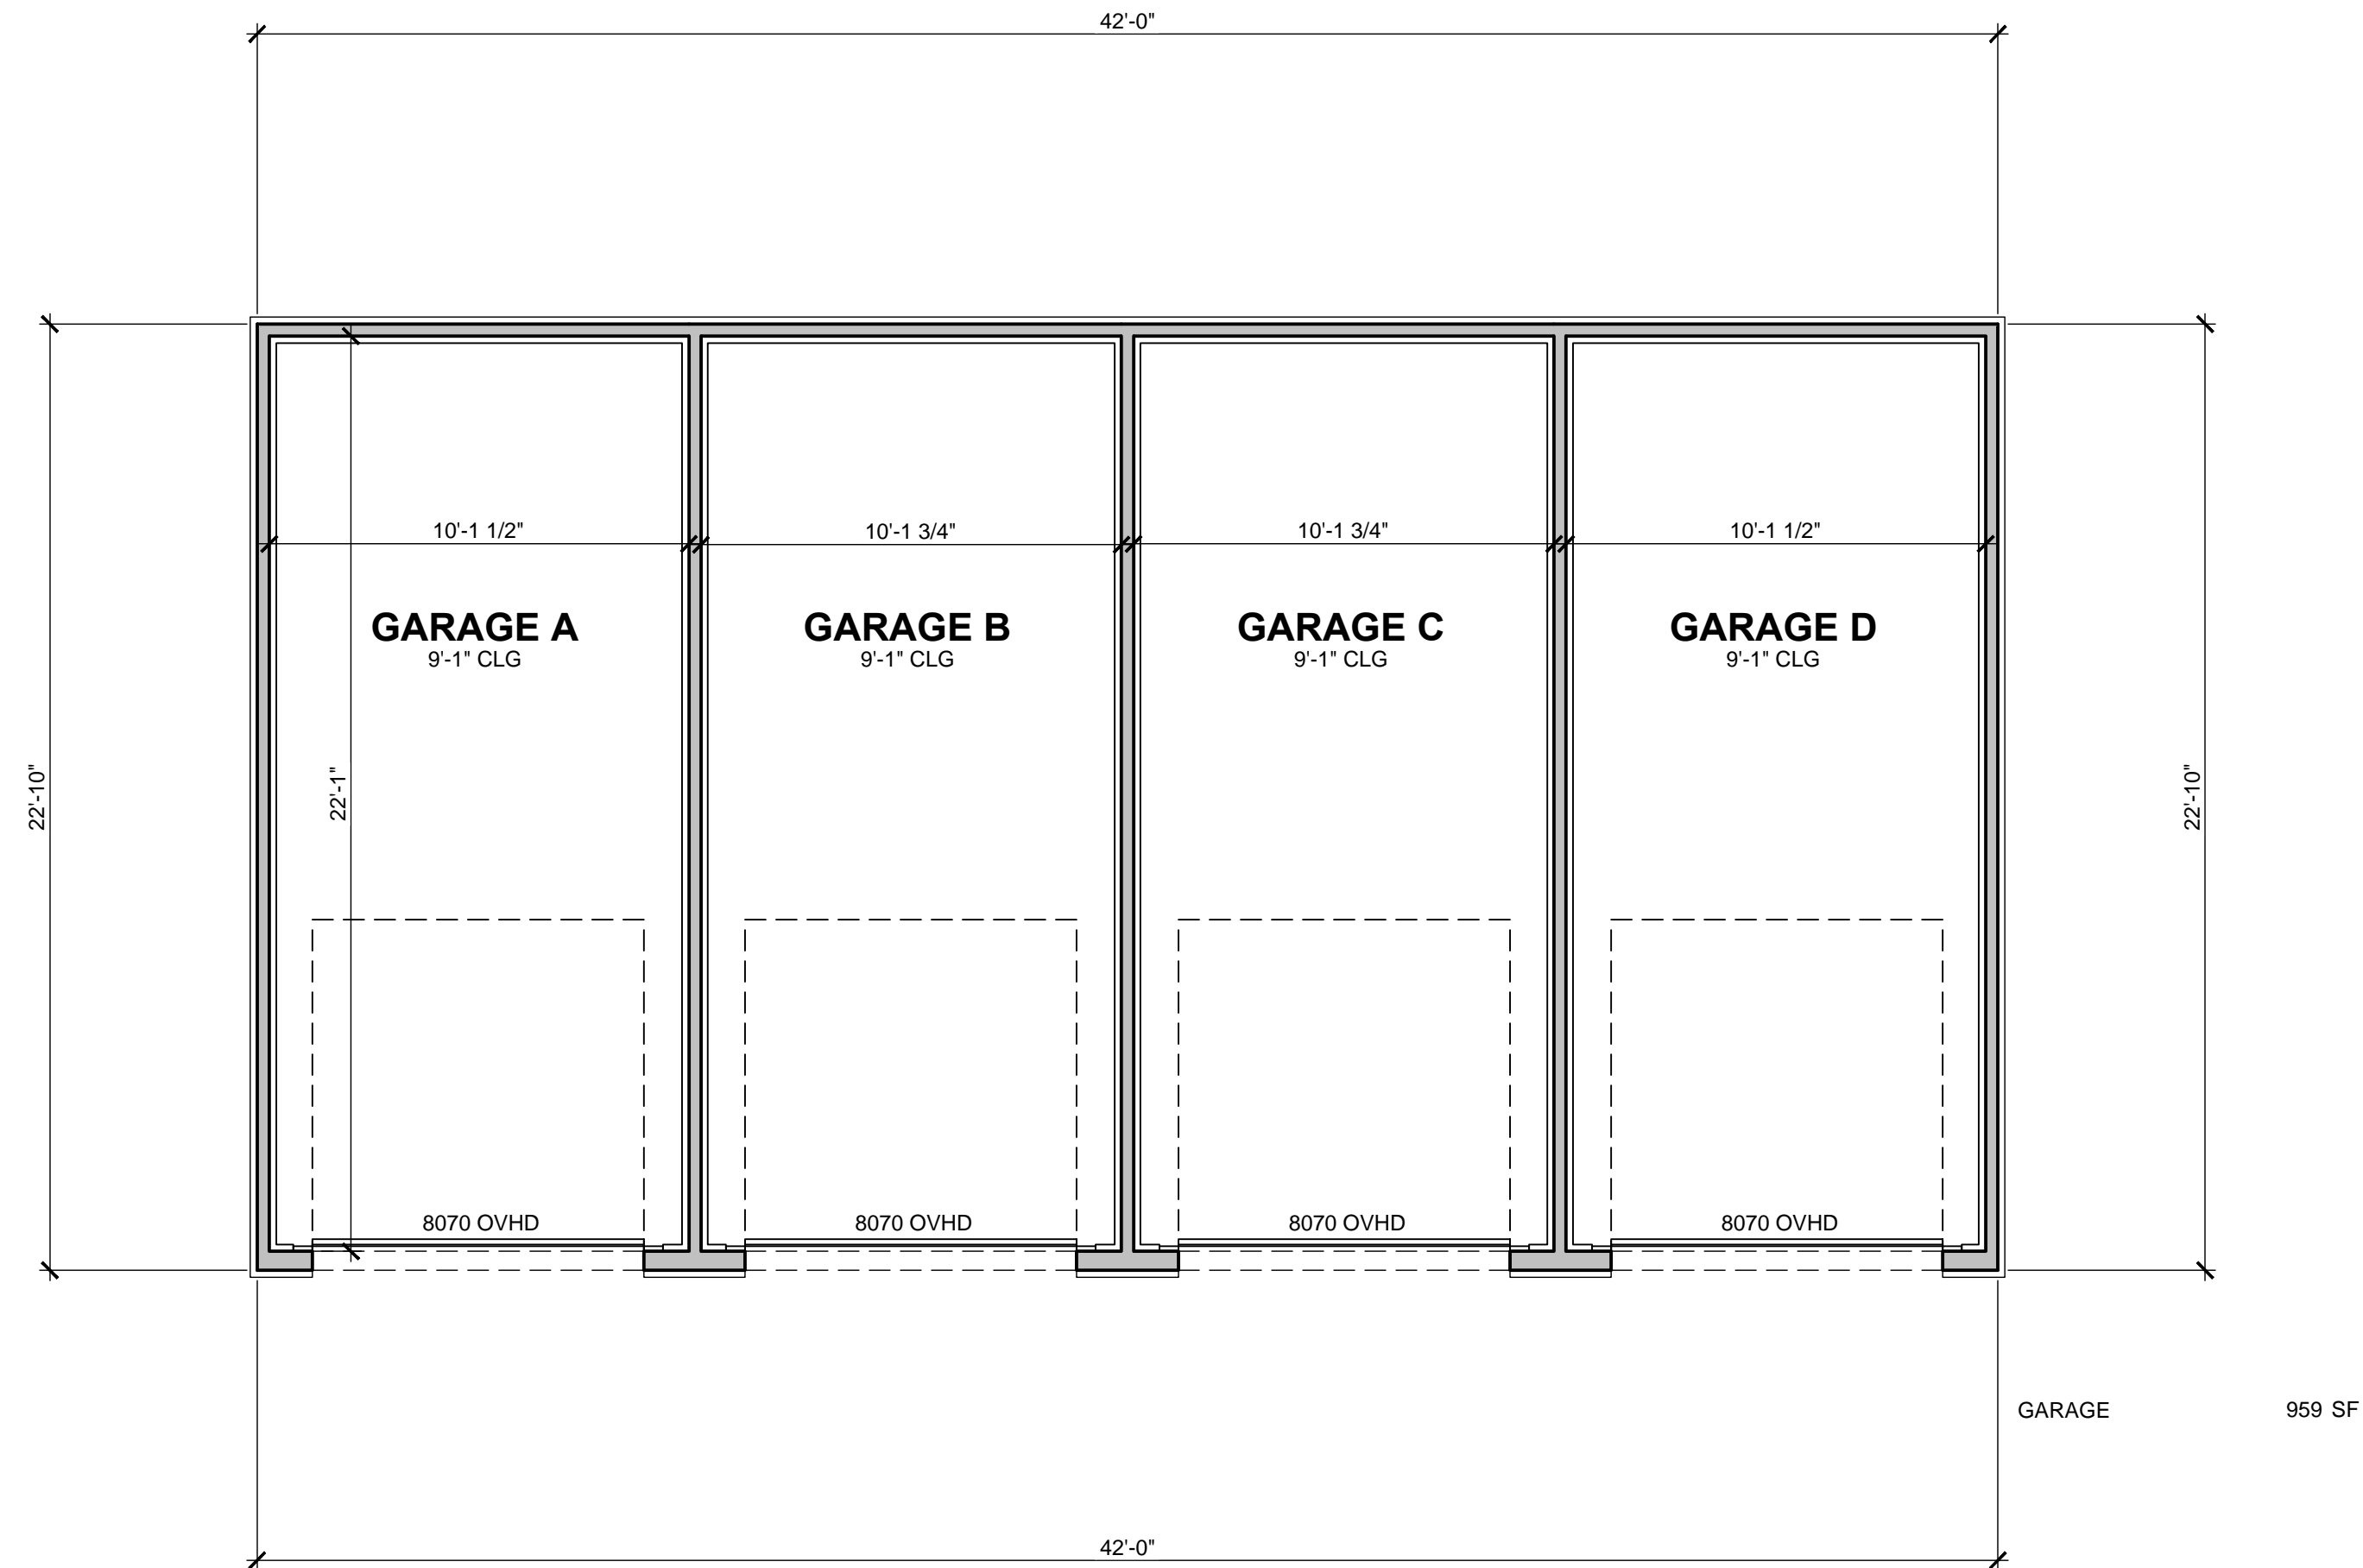 42'-0"
10'-1 1/2"
10'-1 3/4"
10'-1 3/4"
10'-1 1/2"
GARAGE A
9'-1" CLG
GARAGE B
9'-1" CLG
GARAGE C
9'-1" CLG
GARAGE D
9'-1" CLG
22'-10"
22'-1"
22'-10"
8070 OVHD
8070 OVHD
8070 OVHD
8070 OVHD
GARAGE 959 SF
42'-0"